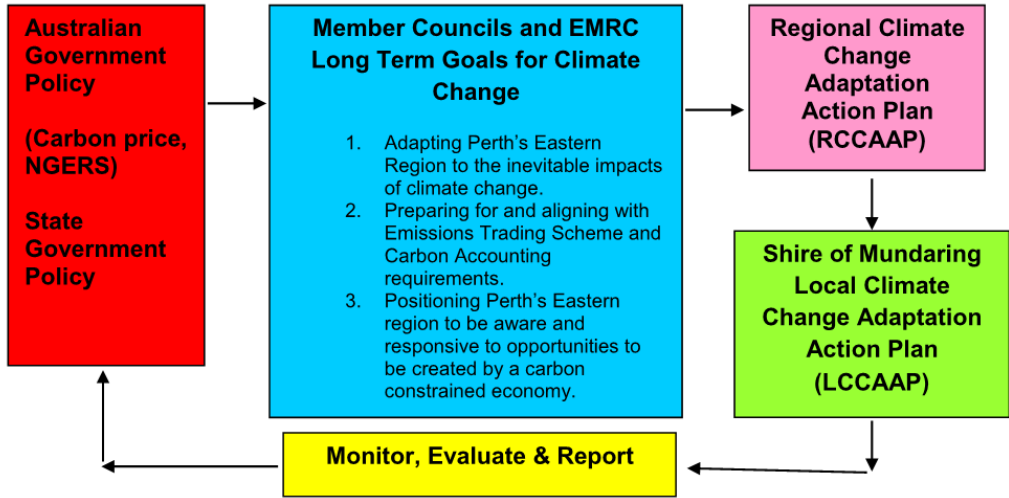 Australian
Government
Policy
(Carbon price,
NGERS)
State
Government
Policy
Member Councils and EMRC
Long Term Goals for Climate
Change
1. Adapting Perth's Eastern
Region to the inevitable impacts
of climate change.
2. Preparing for and aligning with
Emissions Trading Scheme and
Carbon Accounting
requirements.
3. Positioning Perth's Eastern
region to be aware and
responsive to opportunities to
be created by a carbon
constrained economy.
Regional Climate
Change
Adaptation
Action Plan
(RCCAAP)
Shire of Mundaring
Local Climate
Change Adaptation
Action Plan
(LCCAAP)
Monitor, Evaluate & Report